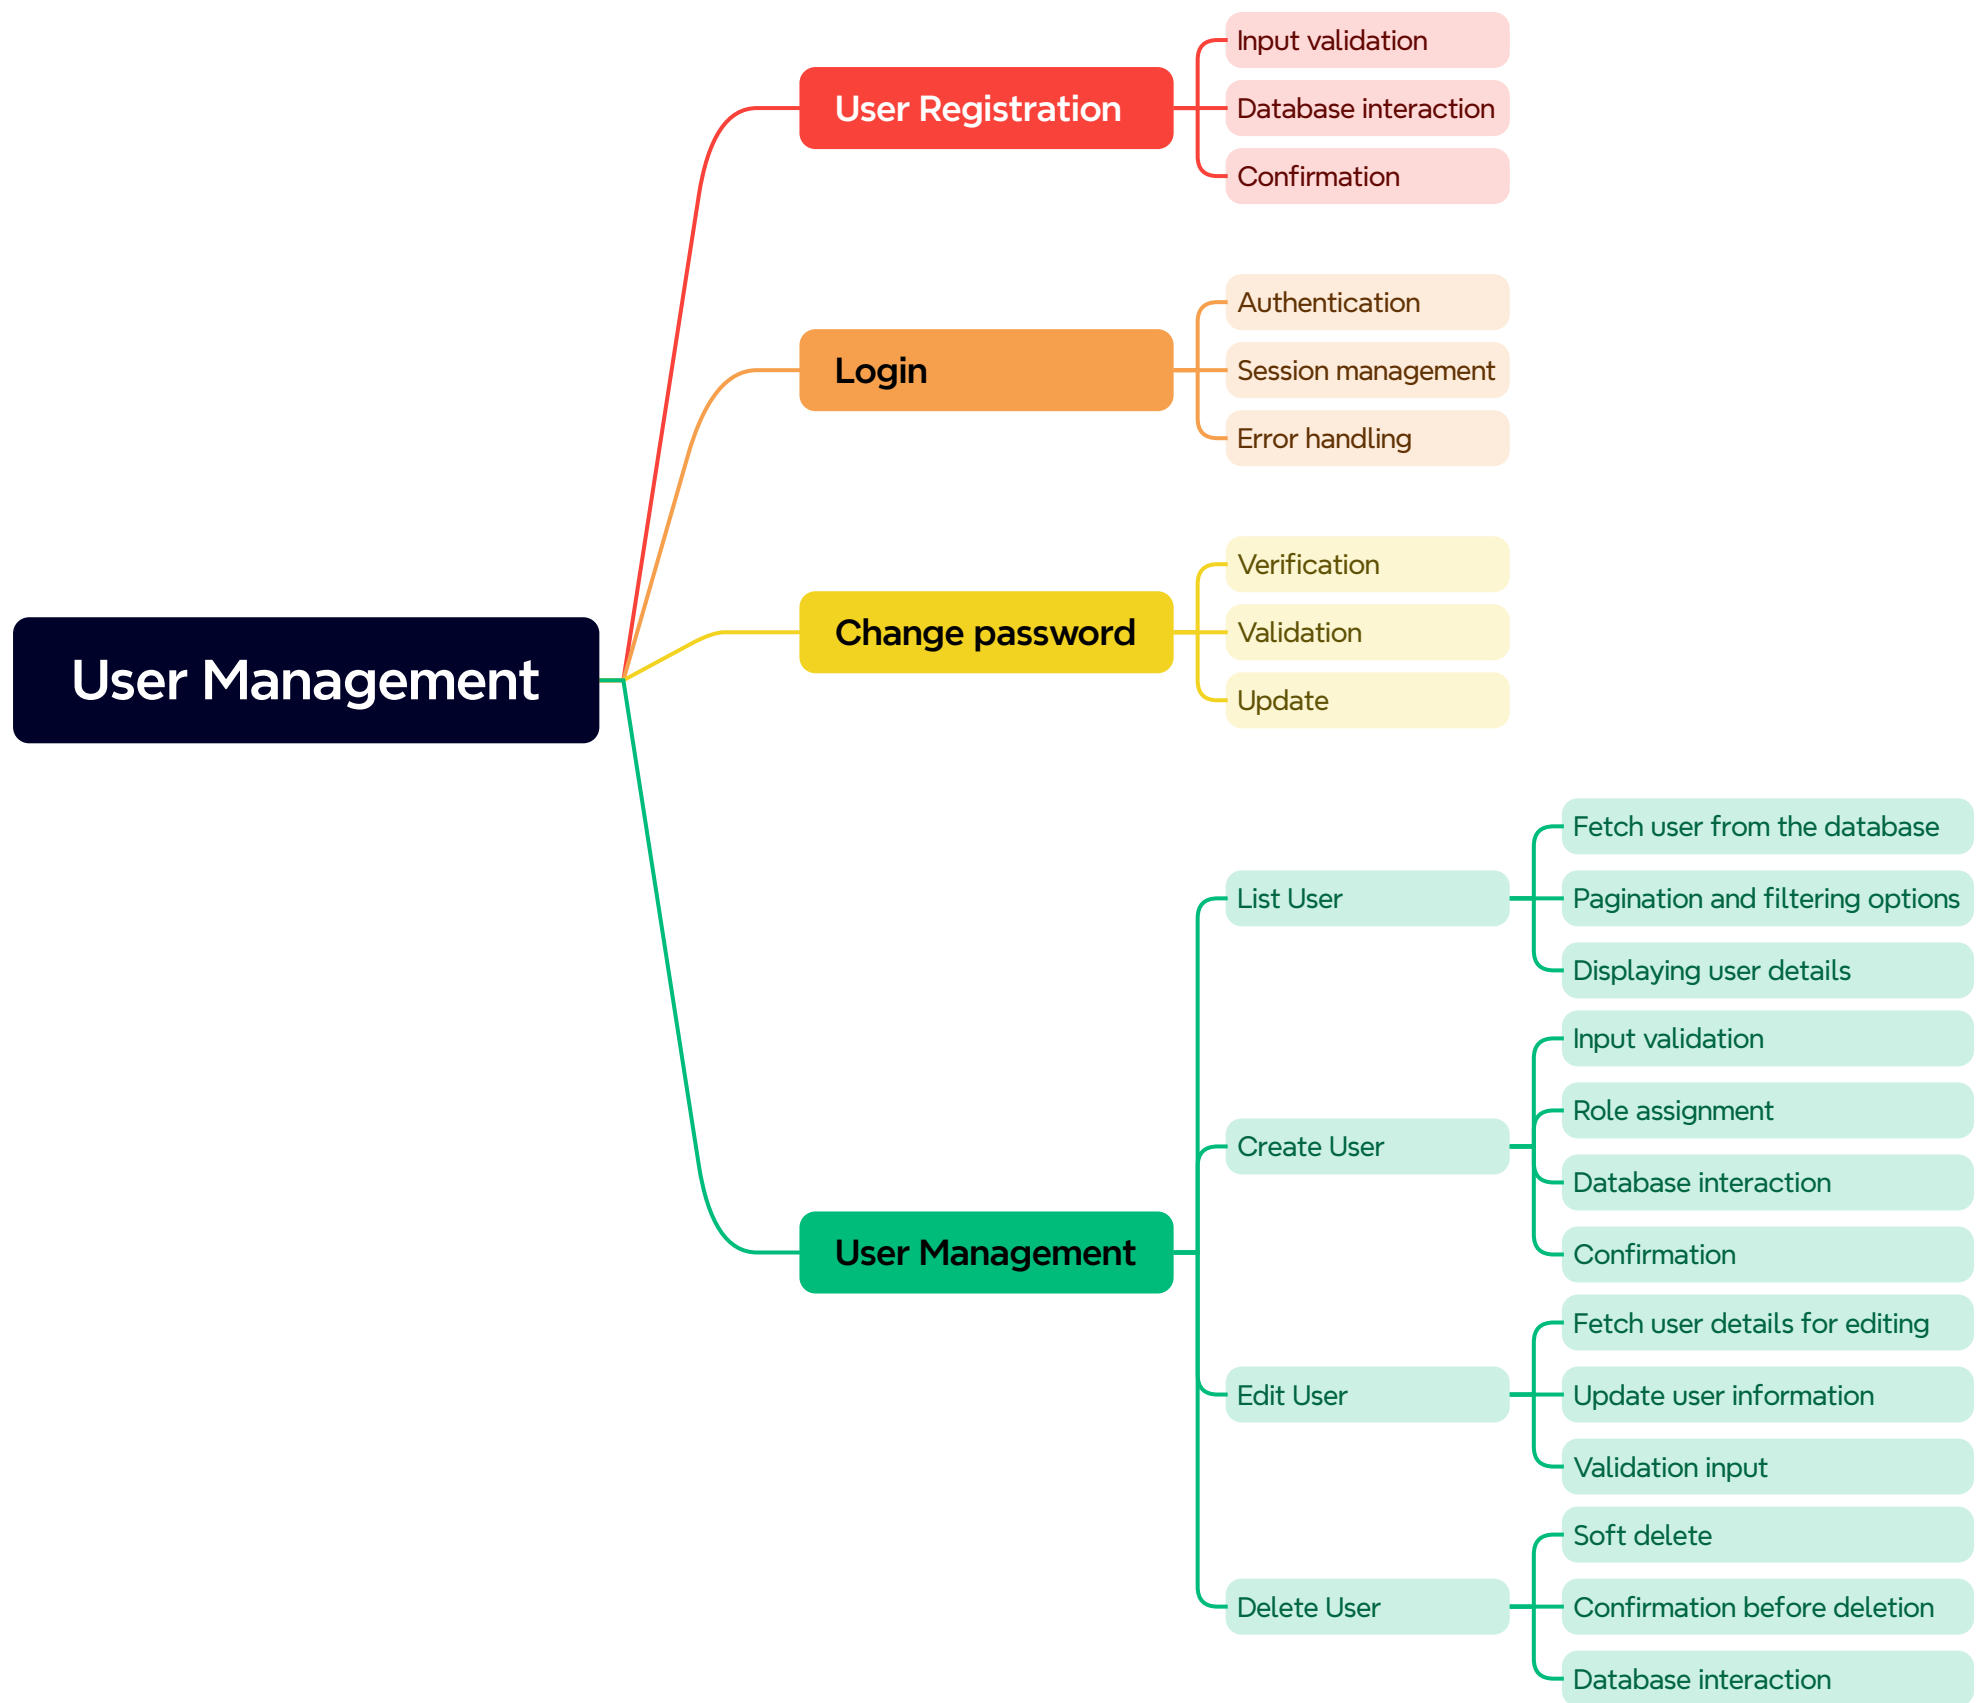 User Management
User Registration
Input validation
Database interaction
Confirmation
Login
Authentication
Session management
Error handling
Change password
Verification
Validation
Update
User Management
List User
Fetch user from the database
Pagination and filtering options
Displaying user details
Create User
Input validation
Role assignment
Database interaction
Confirmation
Edit User
Fetch user details for editing
Update user information
Validation input
Delete User
Soft delete
Confirmation before deletion
Database interaction